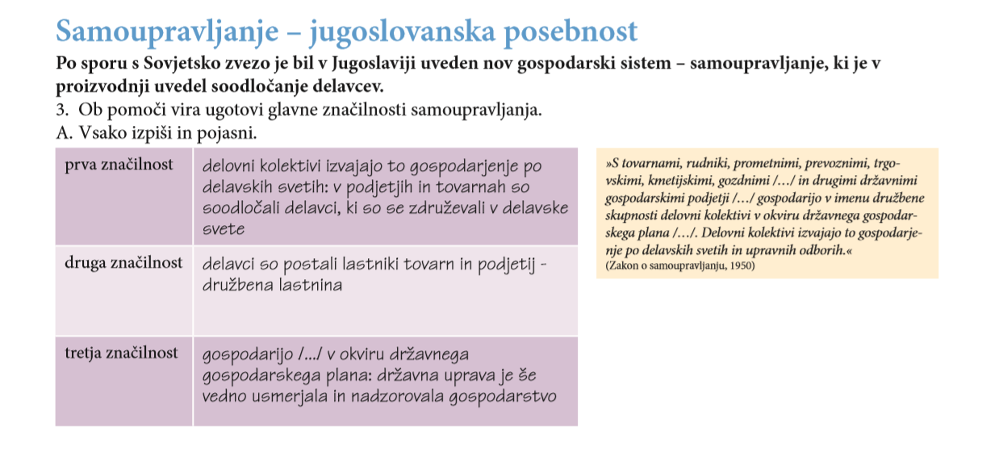 Samoupravljanje – jugoslovanska posebnost
Po sporu s Sovjetsko zvezo je bil v Jugoslaviji uveden nov gospodarski sistem – samoupravljanje, ki je v
proizvodnji uvedel soodločanje delavcev.
3. Ob pomoči vira ugotovi glavne značilnosti samoupravljanja.
A. Vsako izpiši in pojasni.
prva značilnost
delovni kolektivi izvajajo to gospodarjenje po
delavskih svetih: v podjetjih in tovarnah so
soodločali delavci, ki so se združevali v delavske
svete
druga značilnost
delavci so postali lastniki tovarn in podjetij -
družbena lastnina
tretja značilnost
gospodarijo /.../ v okviru državnega
gospodarskega plana: državna uprava je še
vedno usmerjala in nadzorovala gospodarstvo
»S tovarnami, rudniki, prometnimi, prevoznimi, trgo-
vskimi, kmetijskimi, gozdnimi /.../ in drugimi državnimi
gospodarskimi podjetji /.../ gospodarijo v imenu družbene
skupnosti delovni kolektivi v okviru državnega gospodar-
skega plana /.../. Delovni kolektivi izvajajo to gospodarje-
nje po delavskih svetih in upravnih odborih.«
(Zakon o samoupravljanju, 1950)